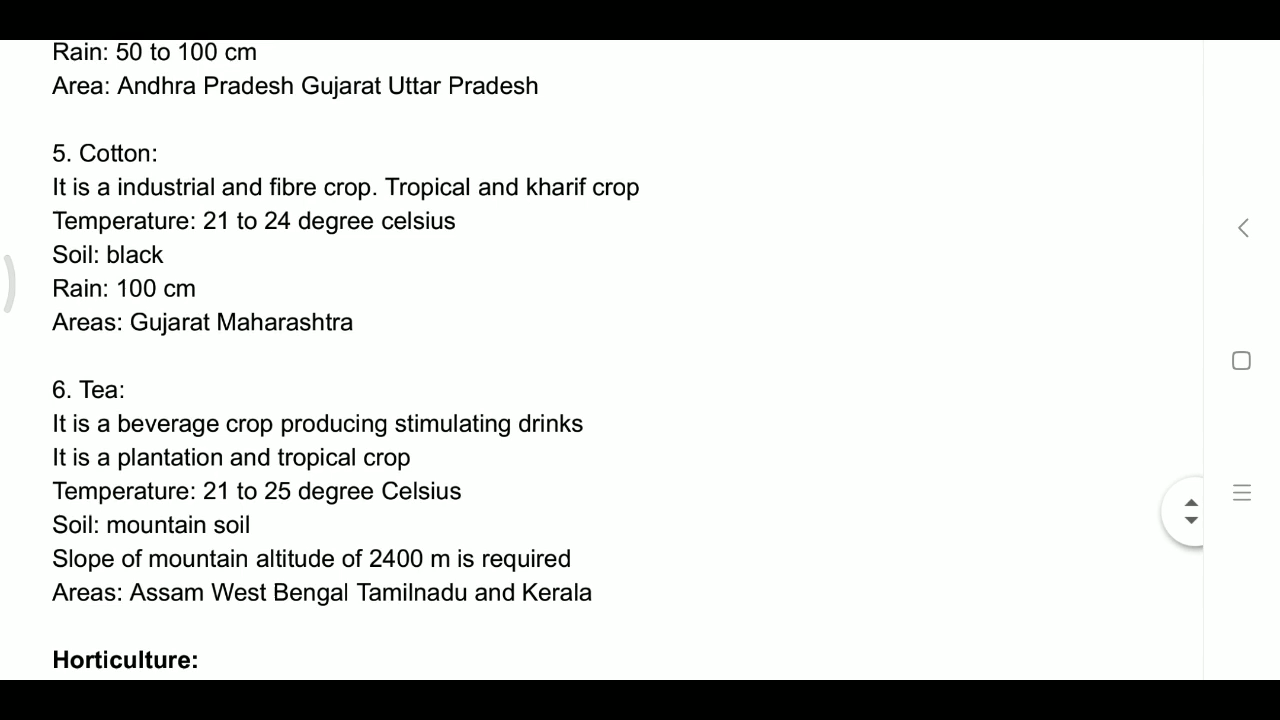 Rain: 50 to 100 cm
Area: Andhra Pradesh Gujarat Uttar Pradesh
5. Cotton:
It is a industrial and fibre crop. Tropical and kharif crop
Temperature: 21 to 24 degree celsius
Soil: black
Rain: 100 cm
Areas: Gujarat Maharashtra
6. Tea:
It is a beverage crop producing stimulating drinks
It is a plantation and tropical crop
Temperature: 21 to 25 degree Celsius
Soil: mountain soil
Slope of mountain altitude of 2400 m is required
Areas: Assam West Bengal Tamilnadu and Kerala
Horticulture: